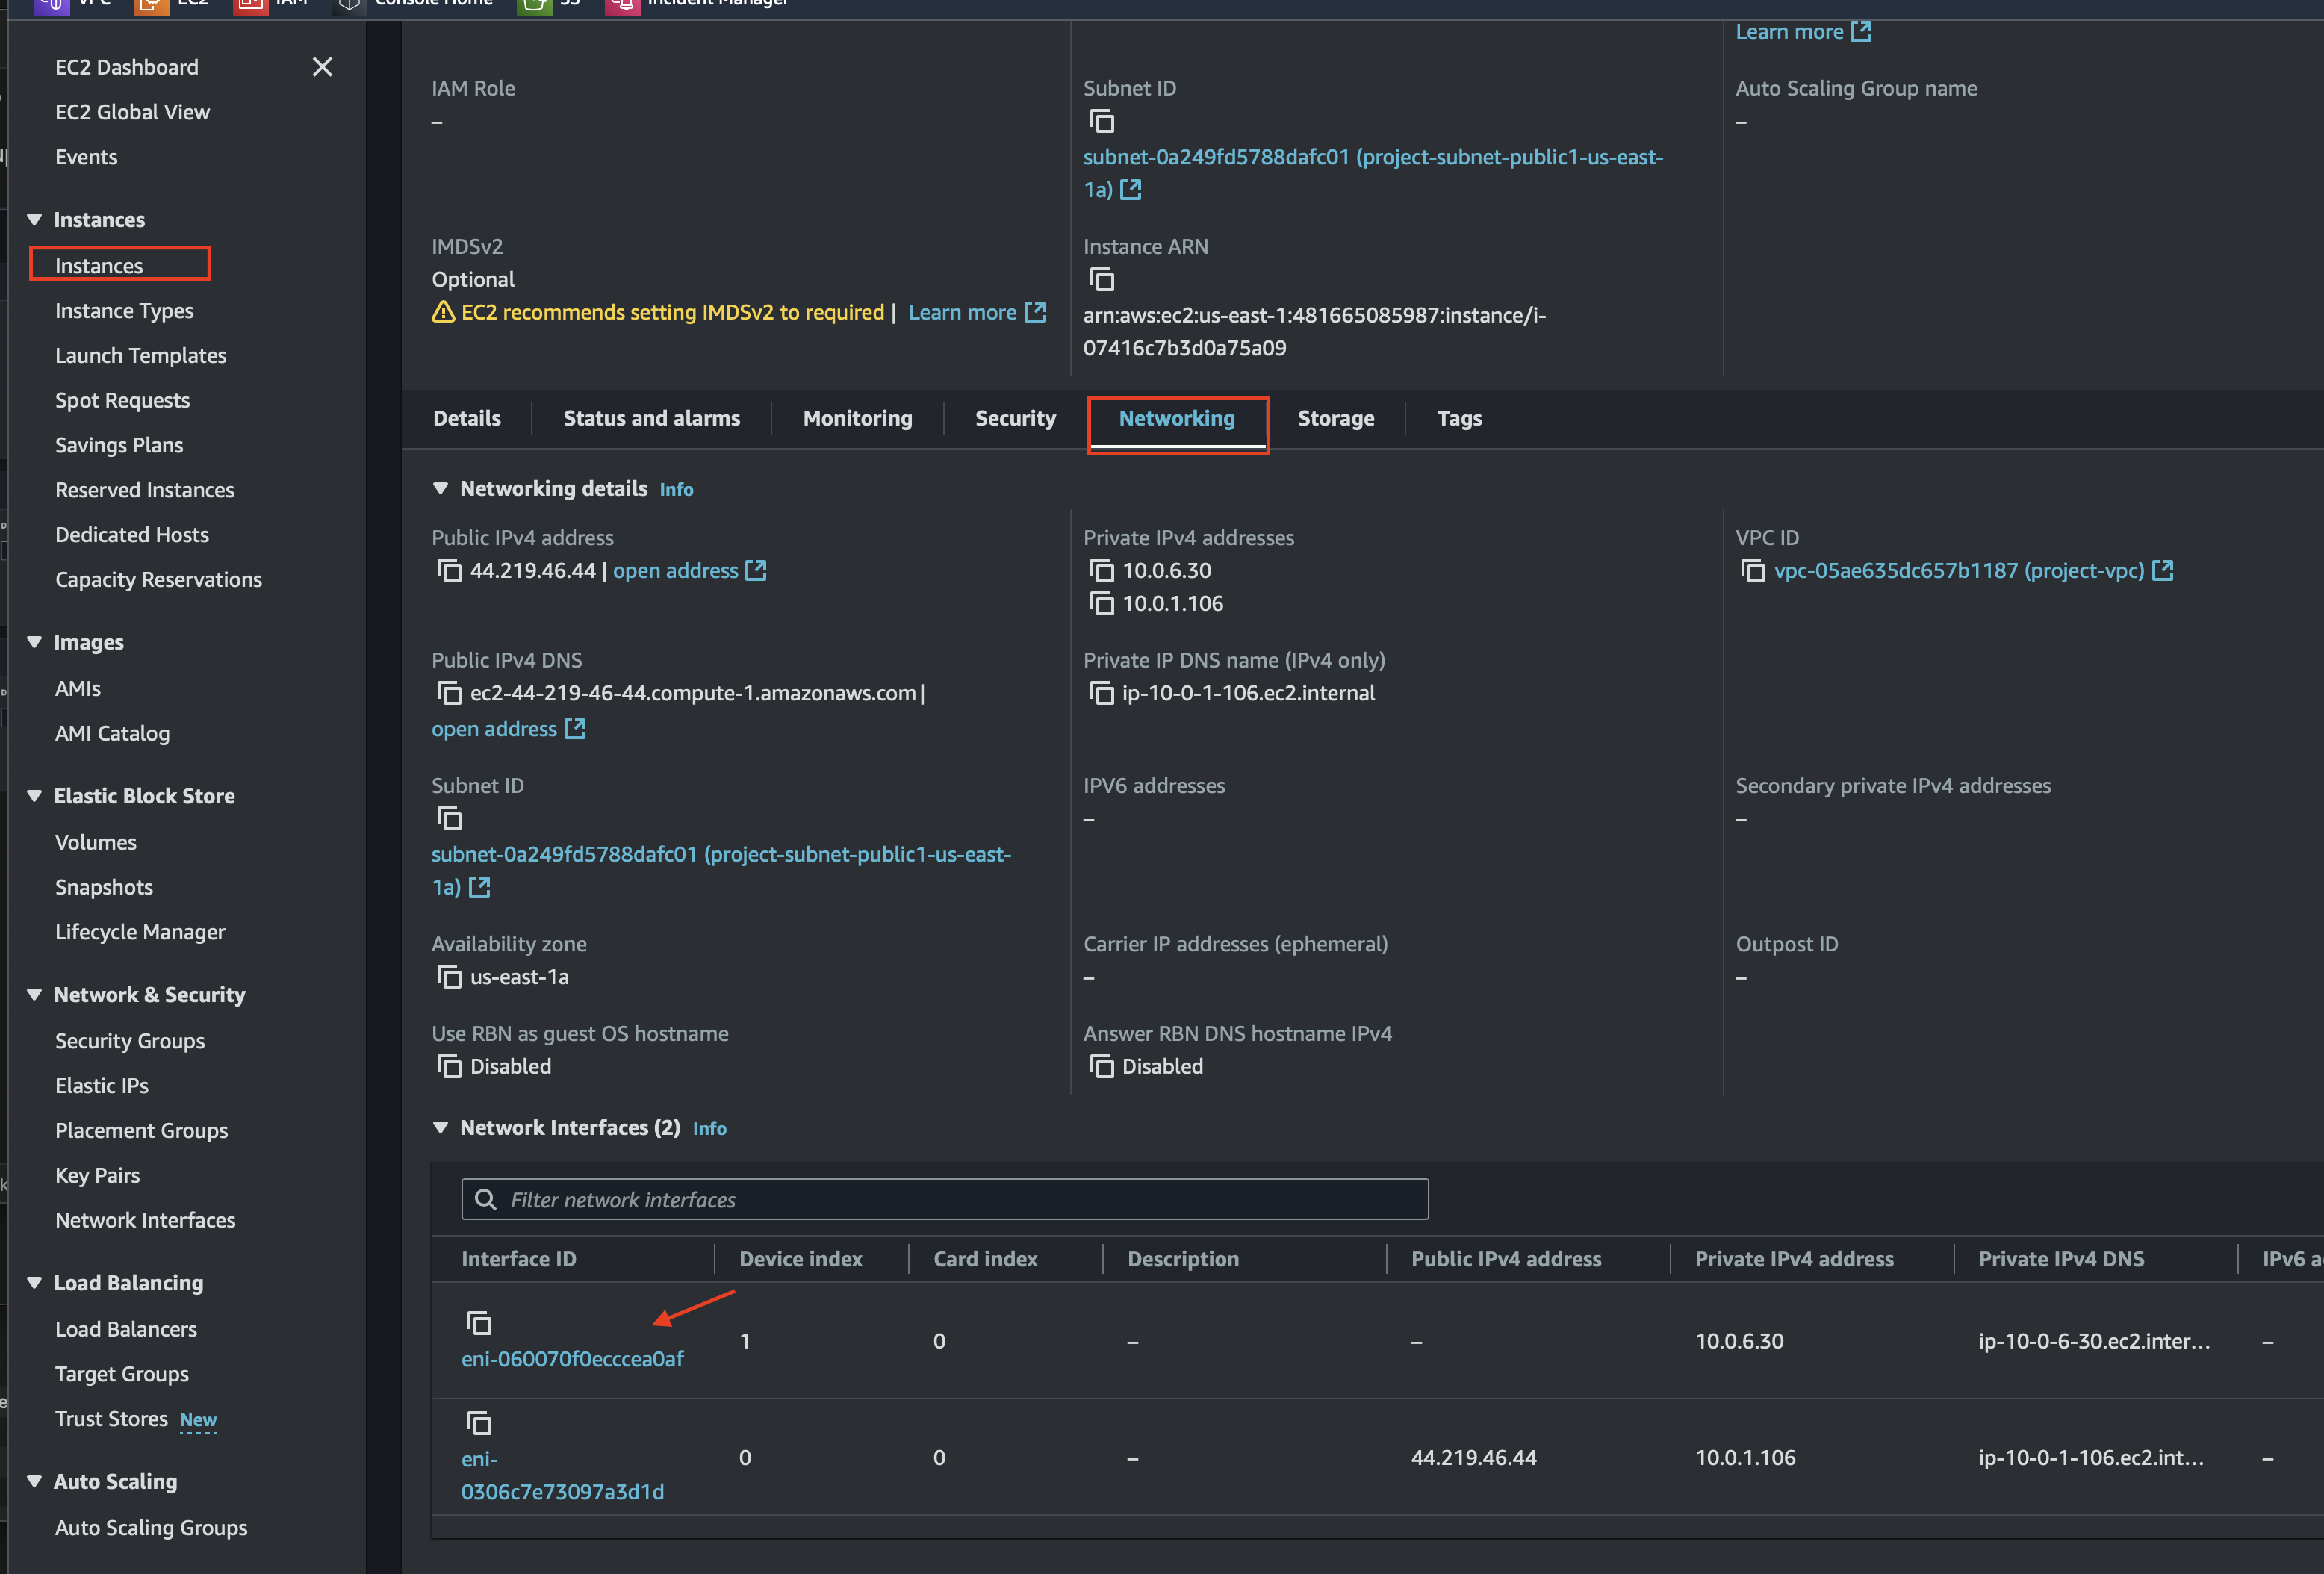 VPC EC2 IAM Console Home S3 Incident Manager
EC2 Dashboard
EC2 Global View
Events
Instances
Instances
Instance Types
Launch Templates
Spot Requests
Savings Plans
Reserved Instances
Dedicated Hosts
Capacity Reservations
Images
AMIs
AMI Catalog
Elastic Block Store
Volumes
Snapshots
Lifecycle Manager
Network & Security
Security Groups
Elastic IPs
Placement Groups
Key Pairs
Network Interfaces
Load Balancing
Load Balancers
Target Groups
Trust Stores New
Auto Scaling
Auto Scaling Groups
Learn more
IAM Role
–
Subnet ID
subnet-0a249fd5788dafc01 (project-subnet-public1-us-east-
1a)
Auto Scaling Group name
–
IMDSv2
Optional
EC2 recommends setting IMDSv2 to required | Learn more
Instance ARN
arn:aws:ec2:us-east-1:481665085987:instance/i-
07416c7b3d0a75a09
Details Status and alarms Monitoring Security Networking Storage Tags
Networking details Info
Public IPv4 address
44.219.46.44 | open address
Private IPv4 addresses
10.0.6.30
10.0.1.106
VPC ID
vpc-05ae635dc657b1187 (project-vpc)
Public IPv4 DNS
ec2-44-219-46-44.compute-1.amazonaws.com |
open address
Private IP DNS name (IPv4 only)
ip-10-0-1-106.ec2.internal
Subnet ID
subnet-0a249fd5788dafc01 (project-subnet-public1-us-east-
1a)
IPV6 addresses
–
Secondary private IPv4 addresses
–
Availability zone
us-east-1a
Carrier IP addresses (ephemeral)
–
Outpost ID
–
Use RBN as guest OS hostname
Disabled
Answer RBN DNS hostname IPv4
Disabled
Network Interfaces (2) Info
Filter network interfaces
Interface ID Device index Card index Description Public IPv4 address Private IPv4 address Private IPv4 DNS IPv6 a
eni-060070f0ecccea0af 1 0 – – 10.0.6.30 ip-10-0-6-30.ec2.inter... –
eni- 0 0 – 44.219.46.44 10.0.1.106 ip-10-0-1-106.ec2.int... –
0306c7e73097a3d1d